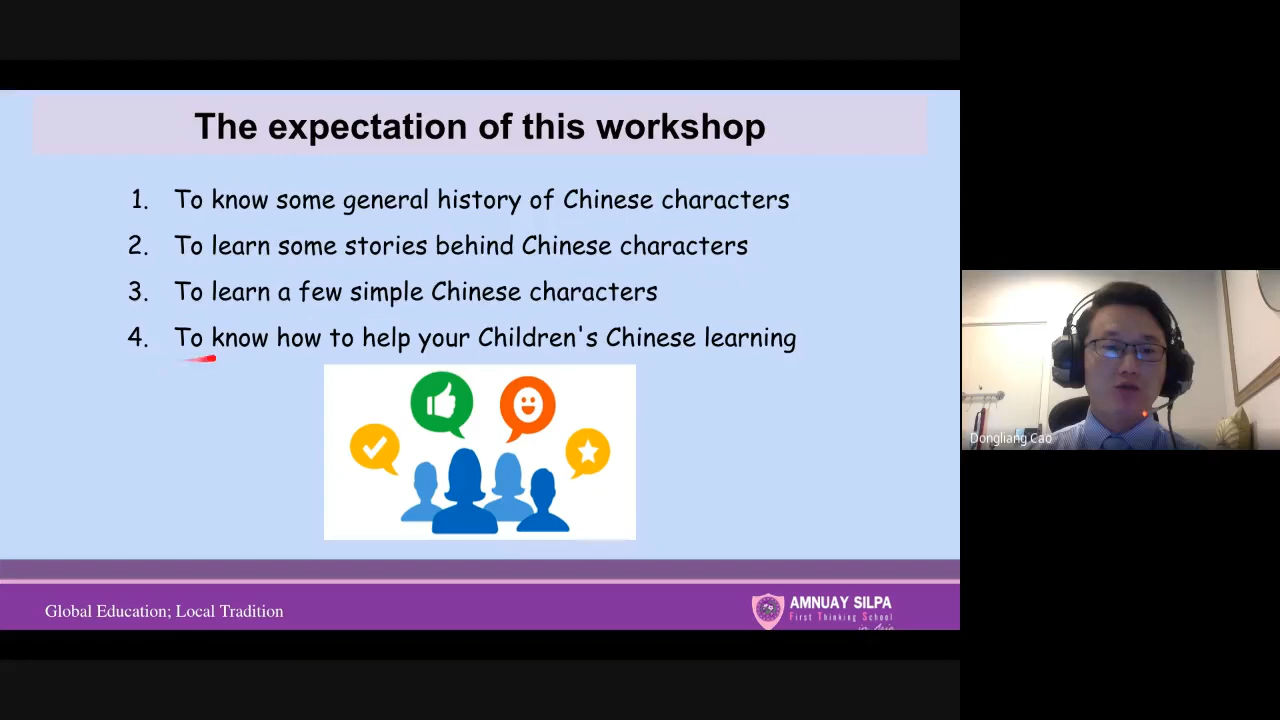 The expectation of this workshop
1. To know some general history of Chinese characters
2. To learn some stories behind Chinese characters
3. To learn a few simple Chinese characters
4. To know how to help your Children's Chinese learning
Dongliang Cao
Global Education; Local Tradition
AMNUAY SILPA
First Thinking School
in Asia